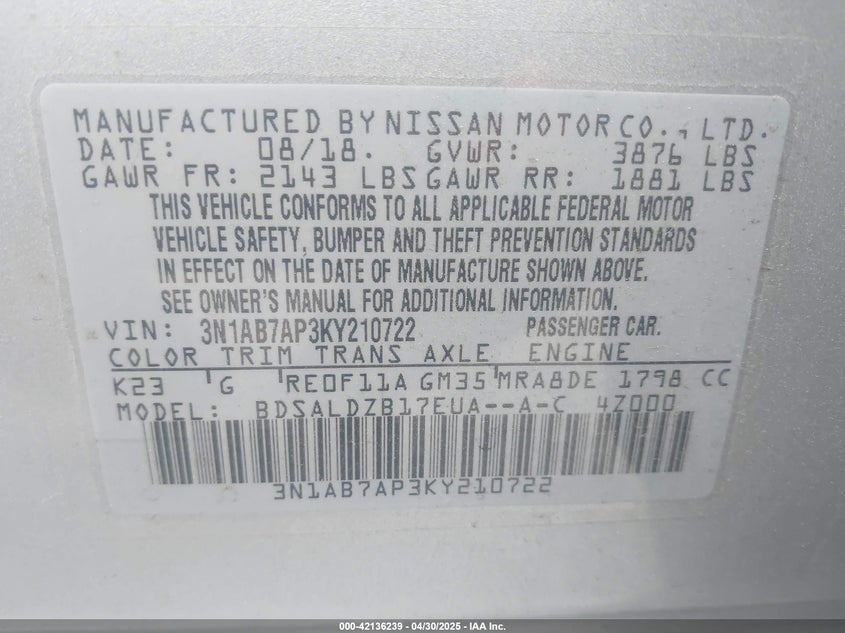 MANUFACTURED BY NISSAN MOTOR CO., LTD.
DATE: 08/18. GVWR: 3876 LBS
GAWR FR: 2143 LBS GAWR RR: 1881 LBS
THIS VEHICLE CONFORMS TO ALL APPLICABLE FEDERAL MOTOR
VEHICLE SAFETY, BUMPER AND THEFT PREVENTION STANDARDS
IN EFFECT ON THE DATE OF MANUFACTURE SHOWN ABOVE.
SEE OWNER'S MANUAL FOR ADDITIONAL INFORMATION.
VIN: 3N1AB7AP3KY210722 PASSENGER CAR.
COLOR TRIM TRANS AXLE ENGINE
K23 G RE0F11A GM35 MRA8DE 1798 CC
MODEL: BDSALDZB17EUA--A-C 4Z000
3N1AB7AP3KY210722
000-42136239 - 04/30/2025 - IAA Inc.